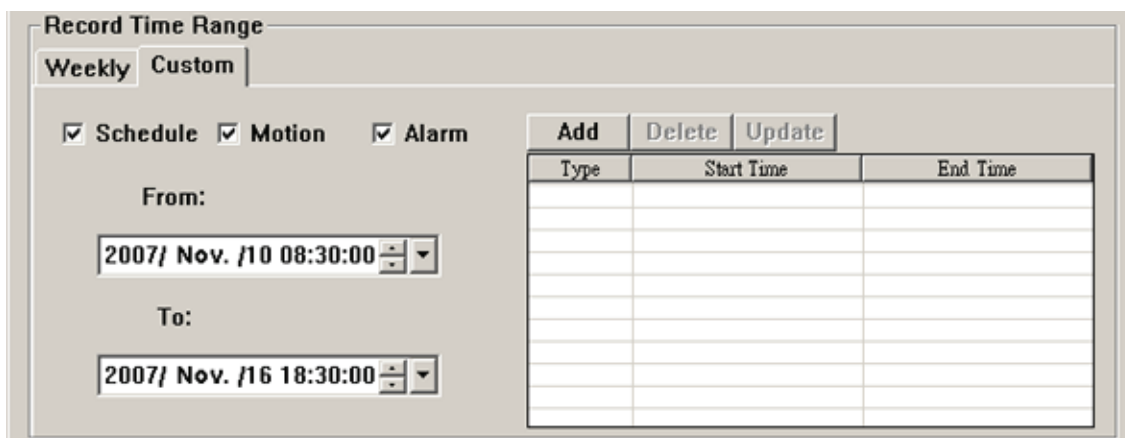 Record Time Range
Weekly Custom
Schedule Motion Alarm
From:
2007/ Nov. /10 08:30:00
To:
2007/ Nov. /16 18:30:00
Add Delete Update
Type Start Time End Time